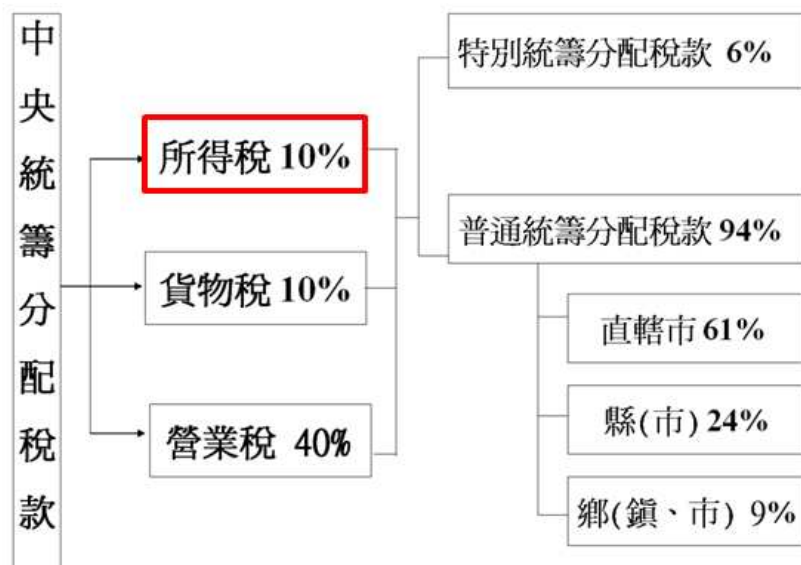 中央統籌分配稅款
所得稅 10%
貨物稅 10%
營業稅 40%
特別統籌分配稅款 6%
普通統籌分配稅款 94%
直轄市 61%
縣(市) 24%
鄉(鎮、市) 9%